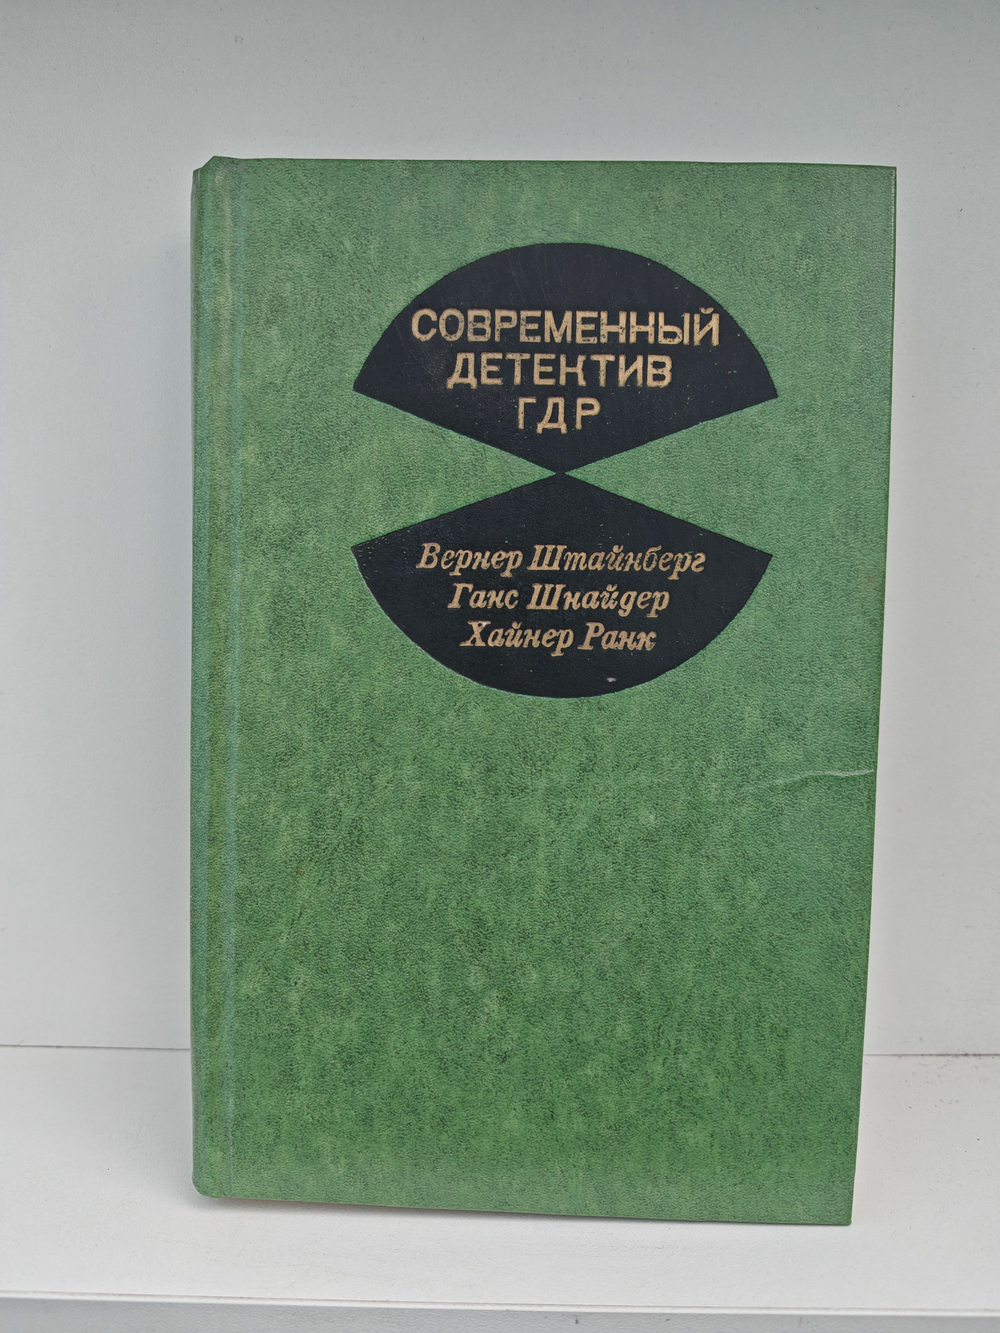 СОВРЕМЕННЫЙ
ДЕТЕКТИВ
ГДР
Вернер Штайнберг
Ганс Шнайдер
Хайнер Ранк